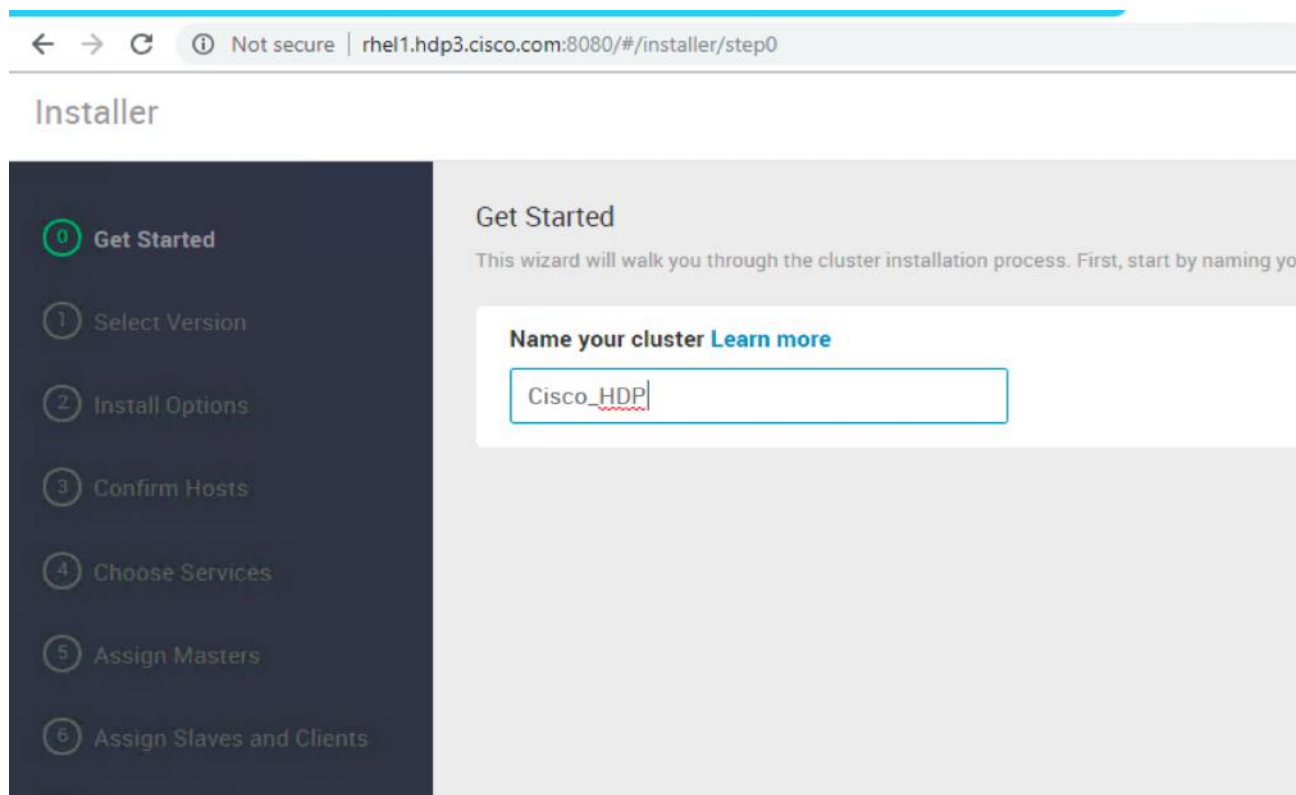 Not secure | rhel1.hdp3.cisco.com:8080/#/installer/step0
Installer
0 Get Started
1 Select Version
2 Install Options
3 Confirm Hosts
4 Choose Services
5 Assign Masters
6 Assign Slaves and Clients
Get Started
This wizard will walk you through the cluster installation process. First, start by naming yo
Name your cluster Learn more
Cisco_HDP